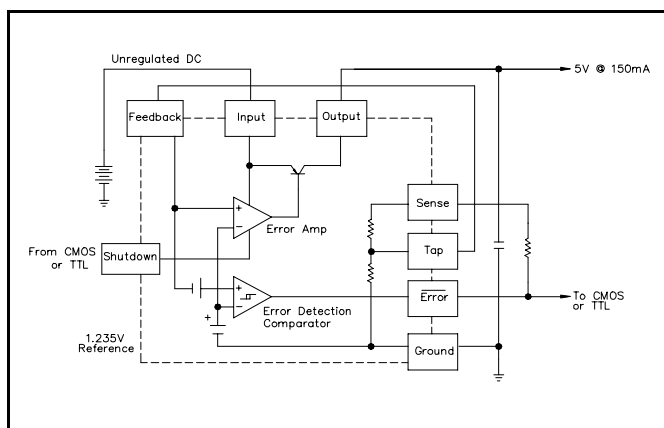 Unregulated DC
5V @ 150mA
Feedback
Input
Output
+
−
Error Amp
Sense
From CMOS
or TTL
Shutdown
Tap
+
−
Error
To CMOS
or TTL
+
Error Detection
Comparator
1.235V
Reference
Ground